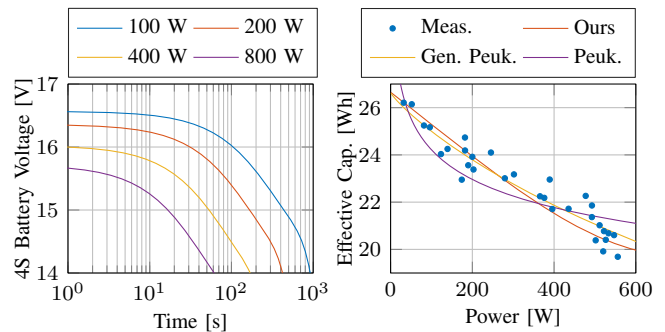 100 W 200 W
400 W 800 W
4S Battery Voltage [V]
17
16
15
14
10^0 10^1 10^2 10^3
Time [s]
Meas. Ours
Gen. Peuk. Peuk.
Effective Cap. [Wh]
26
24
22
20
0 200 400 600
Power [W]